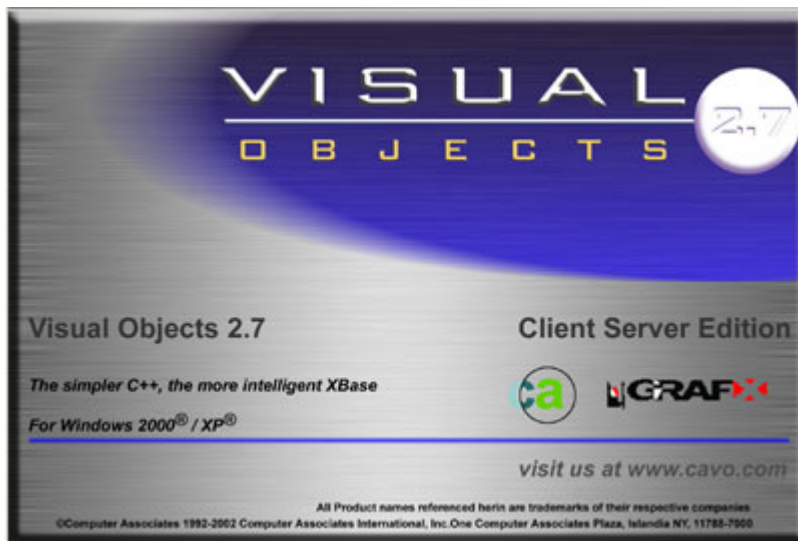 VISUAL
2.7
OBJECTS
Visual Objects 2.7
Client Server Edition
The simpler C++, the more intelligent XBase
ca
GRAFX
For Windows 2000® / XP®
visit us at www.cavo.com
All Product names referenced herin are trademarks of their respective companies
©Computer Associates 1992-2002 Computer Associates International, Inc.One Computer Associates Plaza, Islandia NY, 11788-7000